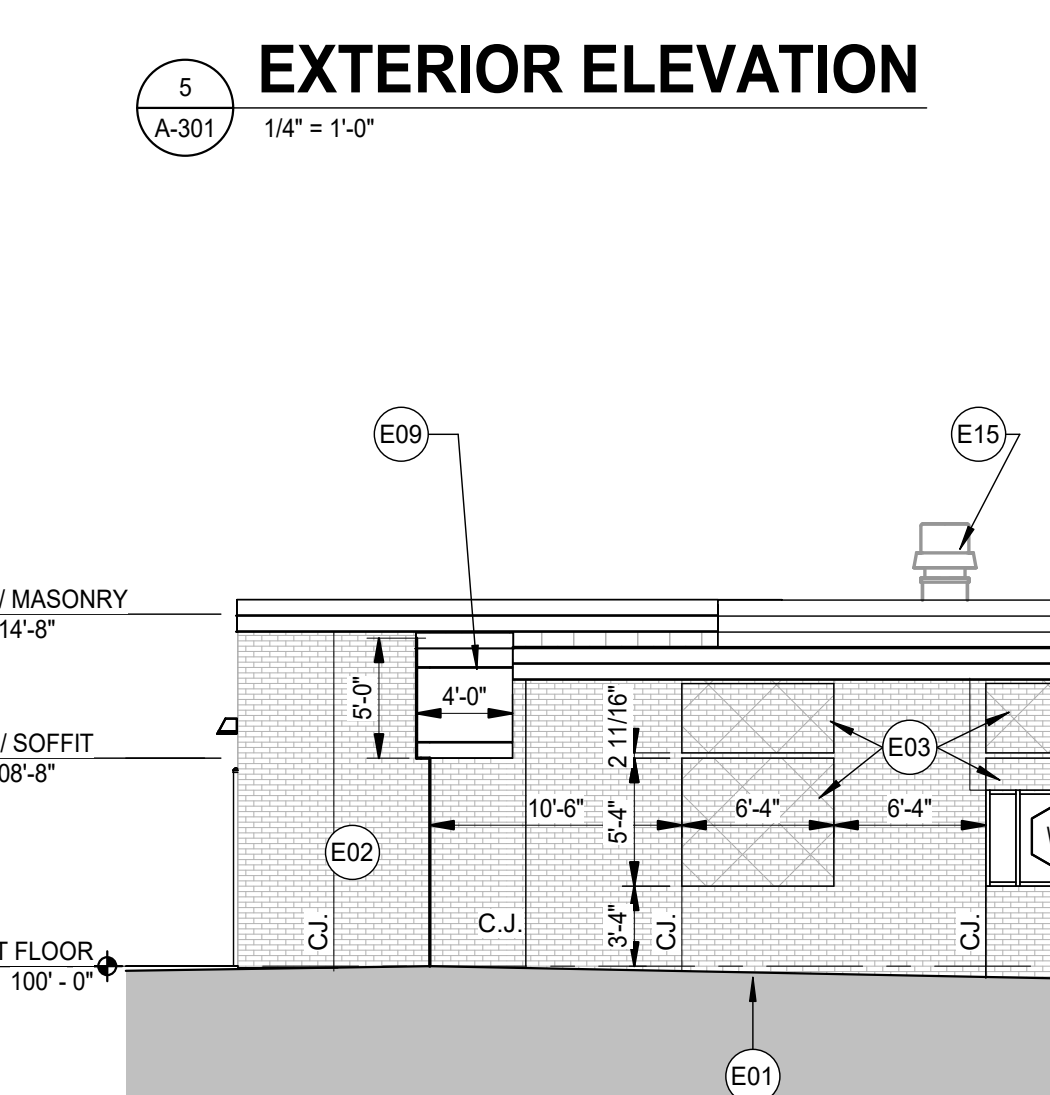 5
EXTERIOR ELEVATION
A-301
1/4" = 1'-0"
E09
E15
/ MASONRY
14'-8"
5'-0"
4'-0"
2 11/16"
/ SOFFIT
08'-8"
E03
10'-6"
5'-4"
6'-4"
6'-4"
E02
C.J.
C.J.
3'-4"
C.J.
C.J.
T FLOOR
100' - 0"
E01